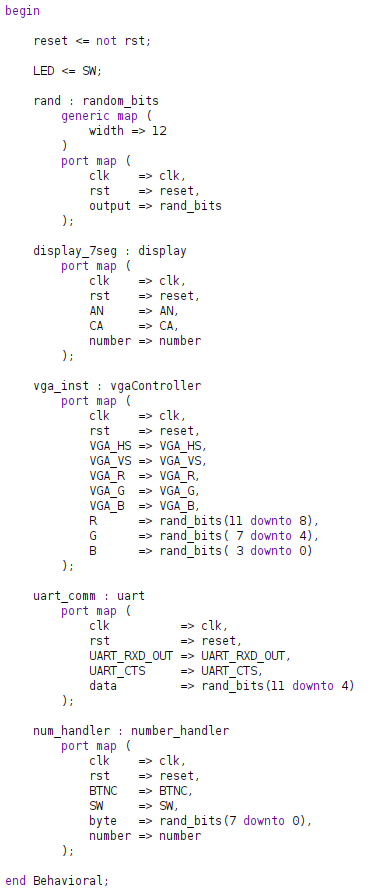 begin
reset <= not rst;
LED <= SW;
rand : random_bits
generic map (
width => 12
)
port map (
clk    => clk,
rst    => reset,
output => rand_bits
);
display_7seg : display
port map (
clk    => clk,
rst    => reset,
AN     => AN,
CA     => CA,
number => number
);
vga_inst : vgaController
port map (
clk    => clk,
rst    => reset,
VGA_HS => VGA_HS,
VGA_VS => VGA_VS,
VGA_R  => VGA_R,
VGA_G  => VGA_G,
VGA_B  => VGA_B,
R      => rand_bits(11 downto 8),
G      => rand_bits( 7 downto 4),
B      => rand_bits( 3 downto 0)
);
uart_comm : uart
port map (
clk          => clk,
rst          => reset,
UART_RXD_OUT => UART_RXD_OUT,
UART_CTS     => UART_CTS,
data         => rand_bits(11 downto 4)
);
num_handler : number_handler
port map (
clk    => clk,
rst    => reset,
BTNC   => BTNC,
SW     => SW,
byte   => rand_bits(7 downto 0),
number => number
);
end Behavioral;